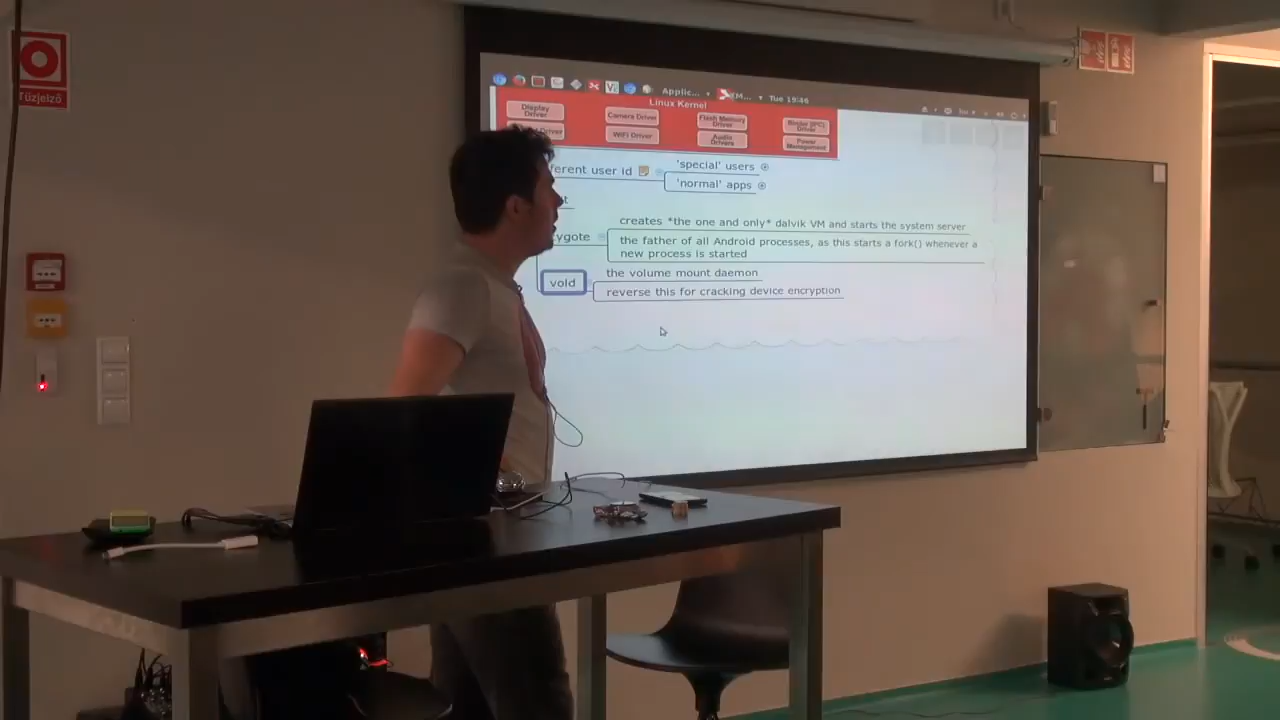 Tűzjelző
Applic...
Tue 19:46
Linux Kernel
Display
Driver
Camera Driver
Flash Memory
Driver
Binder (IPC)
Driver
Driver
WiFi Driver
Audio
Drivers
Power
Management
ferent user id
'special' users
'normal' apps
creates *the one and only* dalvik VM and starts the system server
zygote
the father of all Android processes, as this starts a fork() whenever a
new process is started
vold
the volume mount daemon
reverse this for cracking device encryption